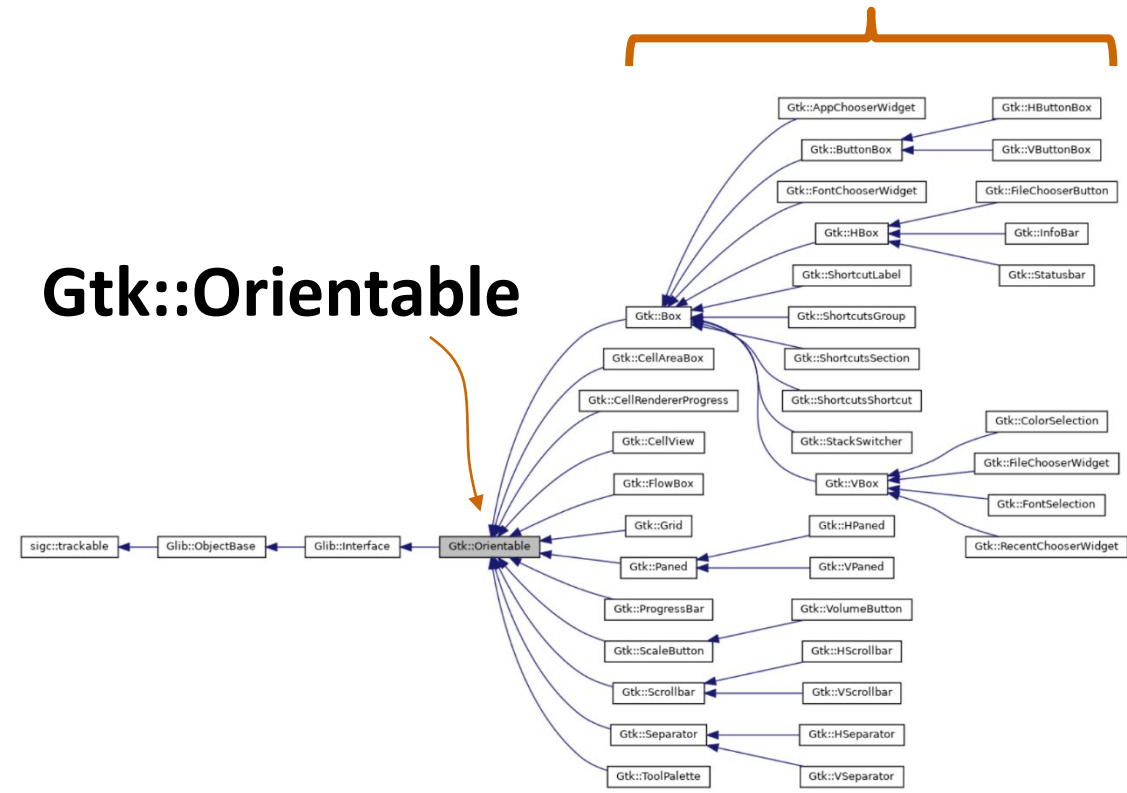 Gtk::AppChooserWidget
Gtk::HButtonBox
Gtk::ButtonBox
Gtk::VButtonBox
Gtk::FontChooserWidget
Gtk::FileChooserButton
Gtk::HBox
Gtk::InfoBar
Gtk::Statusbar
Gtk::Orientable
Gtk::ShortcutLabel
Gtk::Box
Gtk::ShortcutsGroup
Gtk::CellAreaBox
Gtk::ShortcutsSection
Gtk::CellRendererProgress
Gtk::ShortcutsShortcut
Gtk::ColorSelection
Gtk::CellView
Gtk::StackSwitcher
Gtk::FileChooserWidget
Gtk::FlowBox
Gtk::VBox
Gtk::FontSelection
Gtk::Grid
Gtk::HPaned
sigc::trackable
Glib::ObjectBase
Glib::Interface
Gtk::Orientable
Gtk::RecentChooserWidget
Gtk::Paned
Gtk::VPaned
Gtk::ProgressBar
Gtk::VolumeButton
Gtk::ScaleButton
Gtk::HScrollbar
Gtk::Scrollbar
Gtk::VScrollbar
Gtk::Separator
Gtk::HSeparator
Gtk::ToolPalette
Gtk::VSeparator